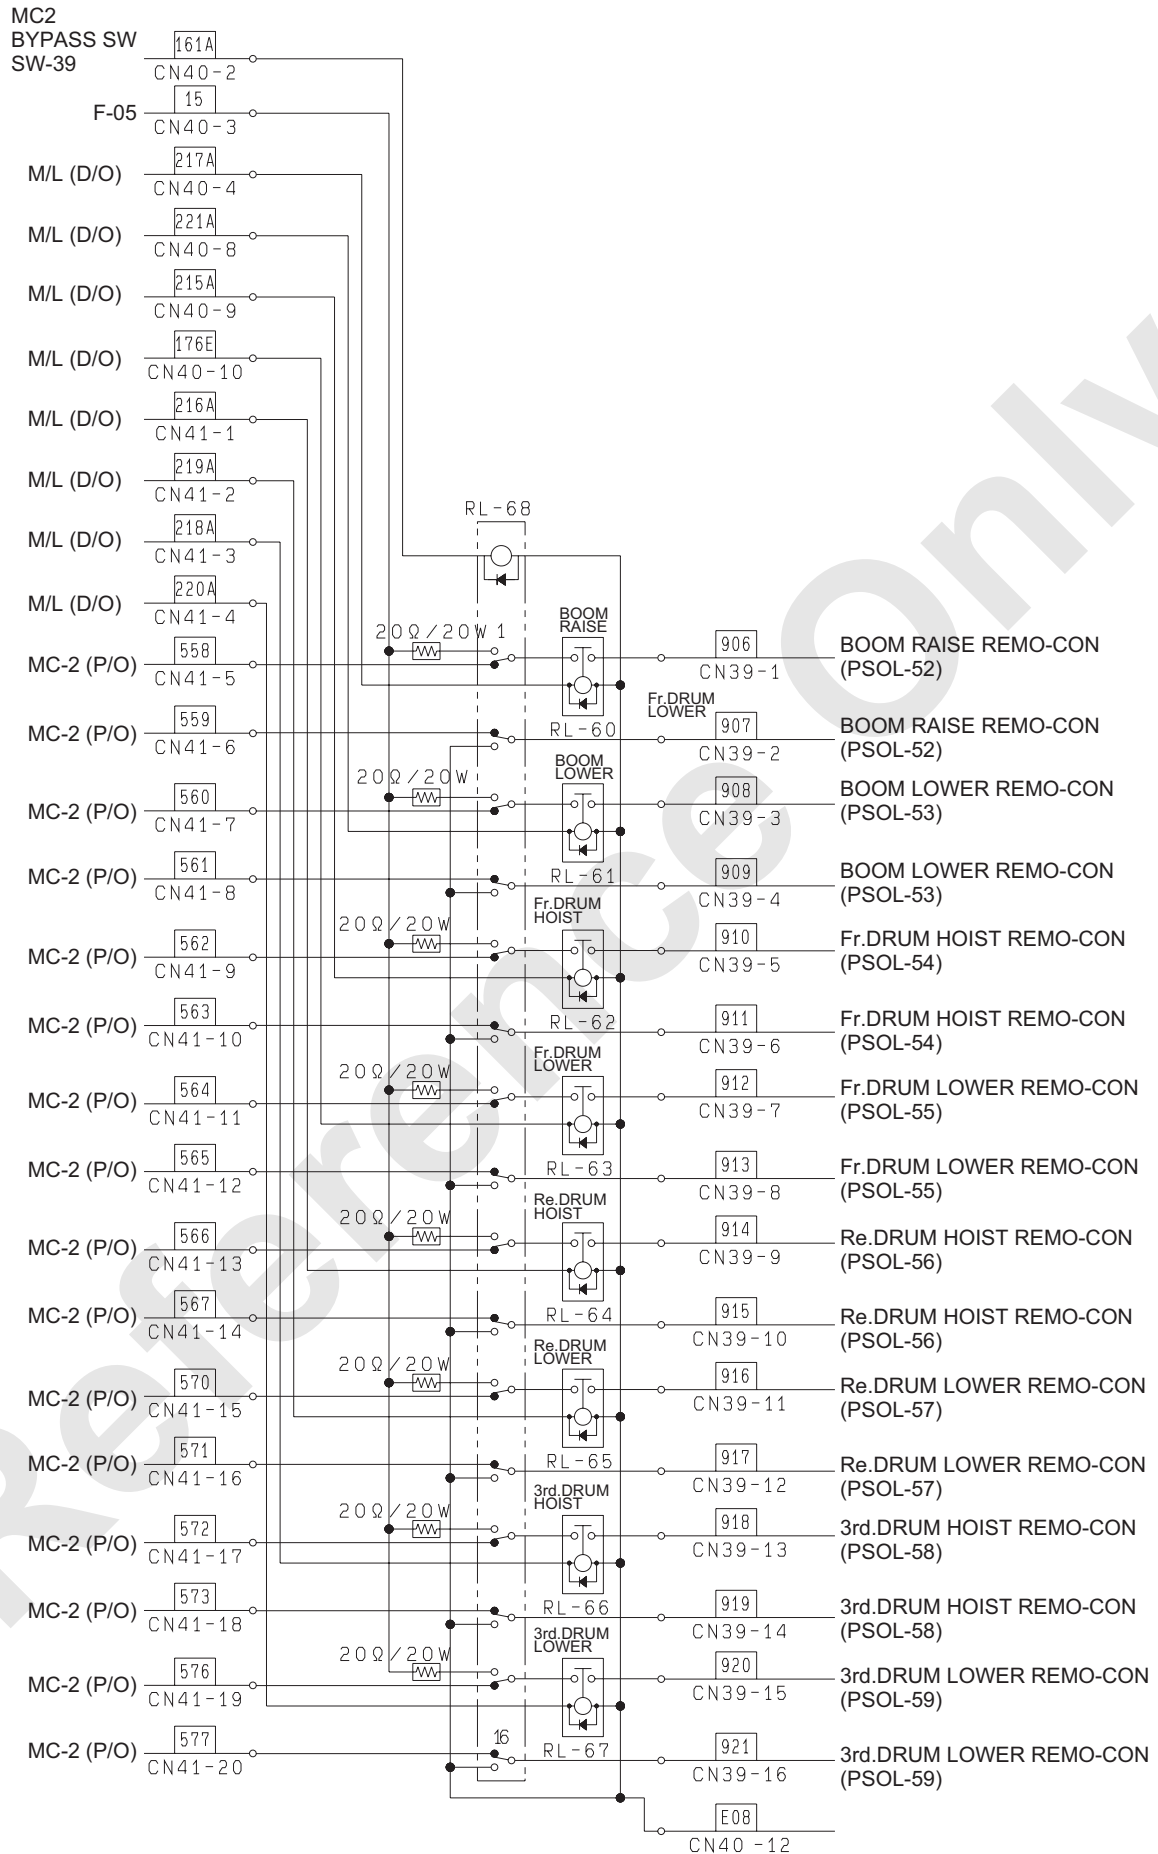 MC2
BYPASS SW
SW-39
161A
CN40-2
F-05
15
CN40-3
M/L (D/O)
217A
CN40-4
M/L (D/O)
221A
CN40-8
M/L (D/O)
215A
CN40-9
M/L (D/O)
176E
CN40-10
M/L (D/O)
216A
CN41-1
M/L (D/O)
219A
CN41-2
M/L (D/O)
218A
CN41-3
M/L (D/O)
220A
CN41-4
RL-68
MC-2 (P/O)
558
CN41-5
20Ω/20W 1
BOOM
RAISE
RL-60
906
CN39-1
BOOM RAISE REMO-CON
(PSOL-52)
MC-2 (P/O)
559
CN41-6
Fr.DRUM
LOWER
907
CN39-2
BOOM RAISE REMO-CON
(PSOL-52)
MC-2 (P/O)
560
CN41-7
20Ω/20W
BOOM
LOWER
RL-61
908
CN39-3
BOOM LOWER REMO-CON
(PSOL-53)
MC-2 (P/O)
561
CN41-8
909
CN39-4
BOOM LOWER REMO-CON
(PSOL-53)
MC-2 (P/O)
562
CN41-9
20Ω/20W
Fr.DRUM
HOIST
RL-62
910
CN39-5
Fr.DRUM HOIST REMO-CON
(PSOL-54)
MC-2 (P/O)
563
CN41-10
911
CN39-6
Fr.DRUM HOIST REMO-CON
(PSOL-54)
MC-2 (P/O)
564
CN41-11
20Ω/20W
Fr.DRUM
LOWER
RL-63
912
CN39-7
Fr.DRUM LOWER REMO-CON
(PSOL-55)
MC-2 (P/O)
565
CN41-12
913
CN39-8
Fr.DRUM LOWER REMO-CON
(PSOL-55)
MC-2 (P/O)
566
CN41-13
20Ω/20W
Re.DRUM
HOIST
RL-64
914
CN39-9
Re.DRUM HOIST REMO-CON
(PSOL-56)
MC-2 (P/O)
567
CN41-14
915
CN39-10
Re.DRUM HOIST REMO-CON
(PSOL-56)
MC-2 (P/O)
570
CN41-15
20Ω/20W
Re.DRUM
LOWER
RL-65
916
CN39-11
Re.DRUM LOWER REMO-CON
(PSOL-57)
MC-2 (P/O)
571
CN41-16
917
CN39-12
Re.DRUM LOWER REMO-CON
(PSOL-57)
MC-2 (P/O)
572
CN41-17
20Ω/20W
3rd.DRUM
HOIST
RL-66
918
CN39-13
3rd.DRUM HOIST REMO-CON
(PSOL-58)
MC-2 (P/O)
573
CN41-18
919
CN39-14
3rd.DRUM HOIST REMO-CON
(PSOL-58)
MC-2 (P/O)
576
CN41-19
20Ω/20W
3rd.DRUM
LOWER
RL-67
920
CN39-15
3rd.DRUM LOWER REMO-CON
(PSOL-59)
MC-2 (P/O)
577
CN41-20
16
921
CN39-16
3rd.DRUM LOWER REMO-CON
(PSOL-59)
E08
CN40 -12
Reference Only